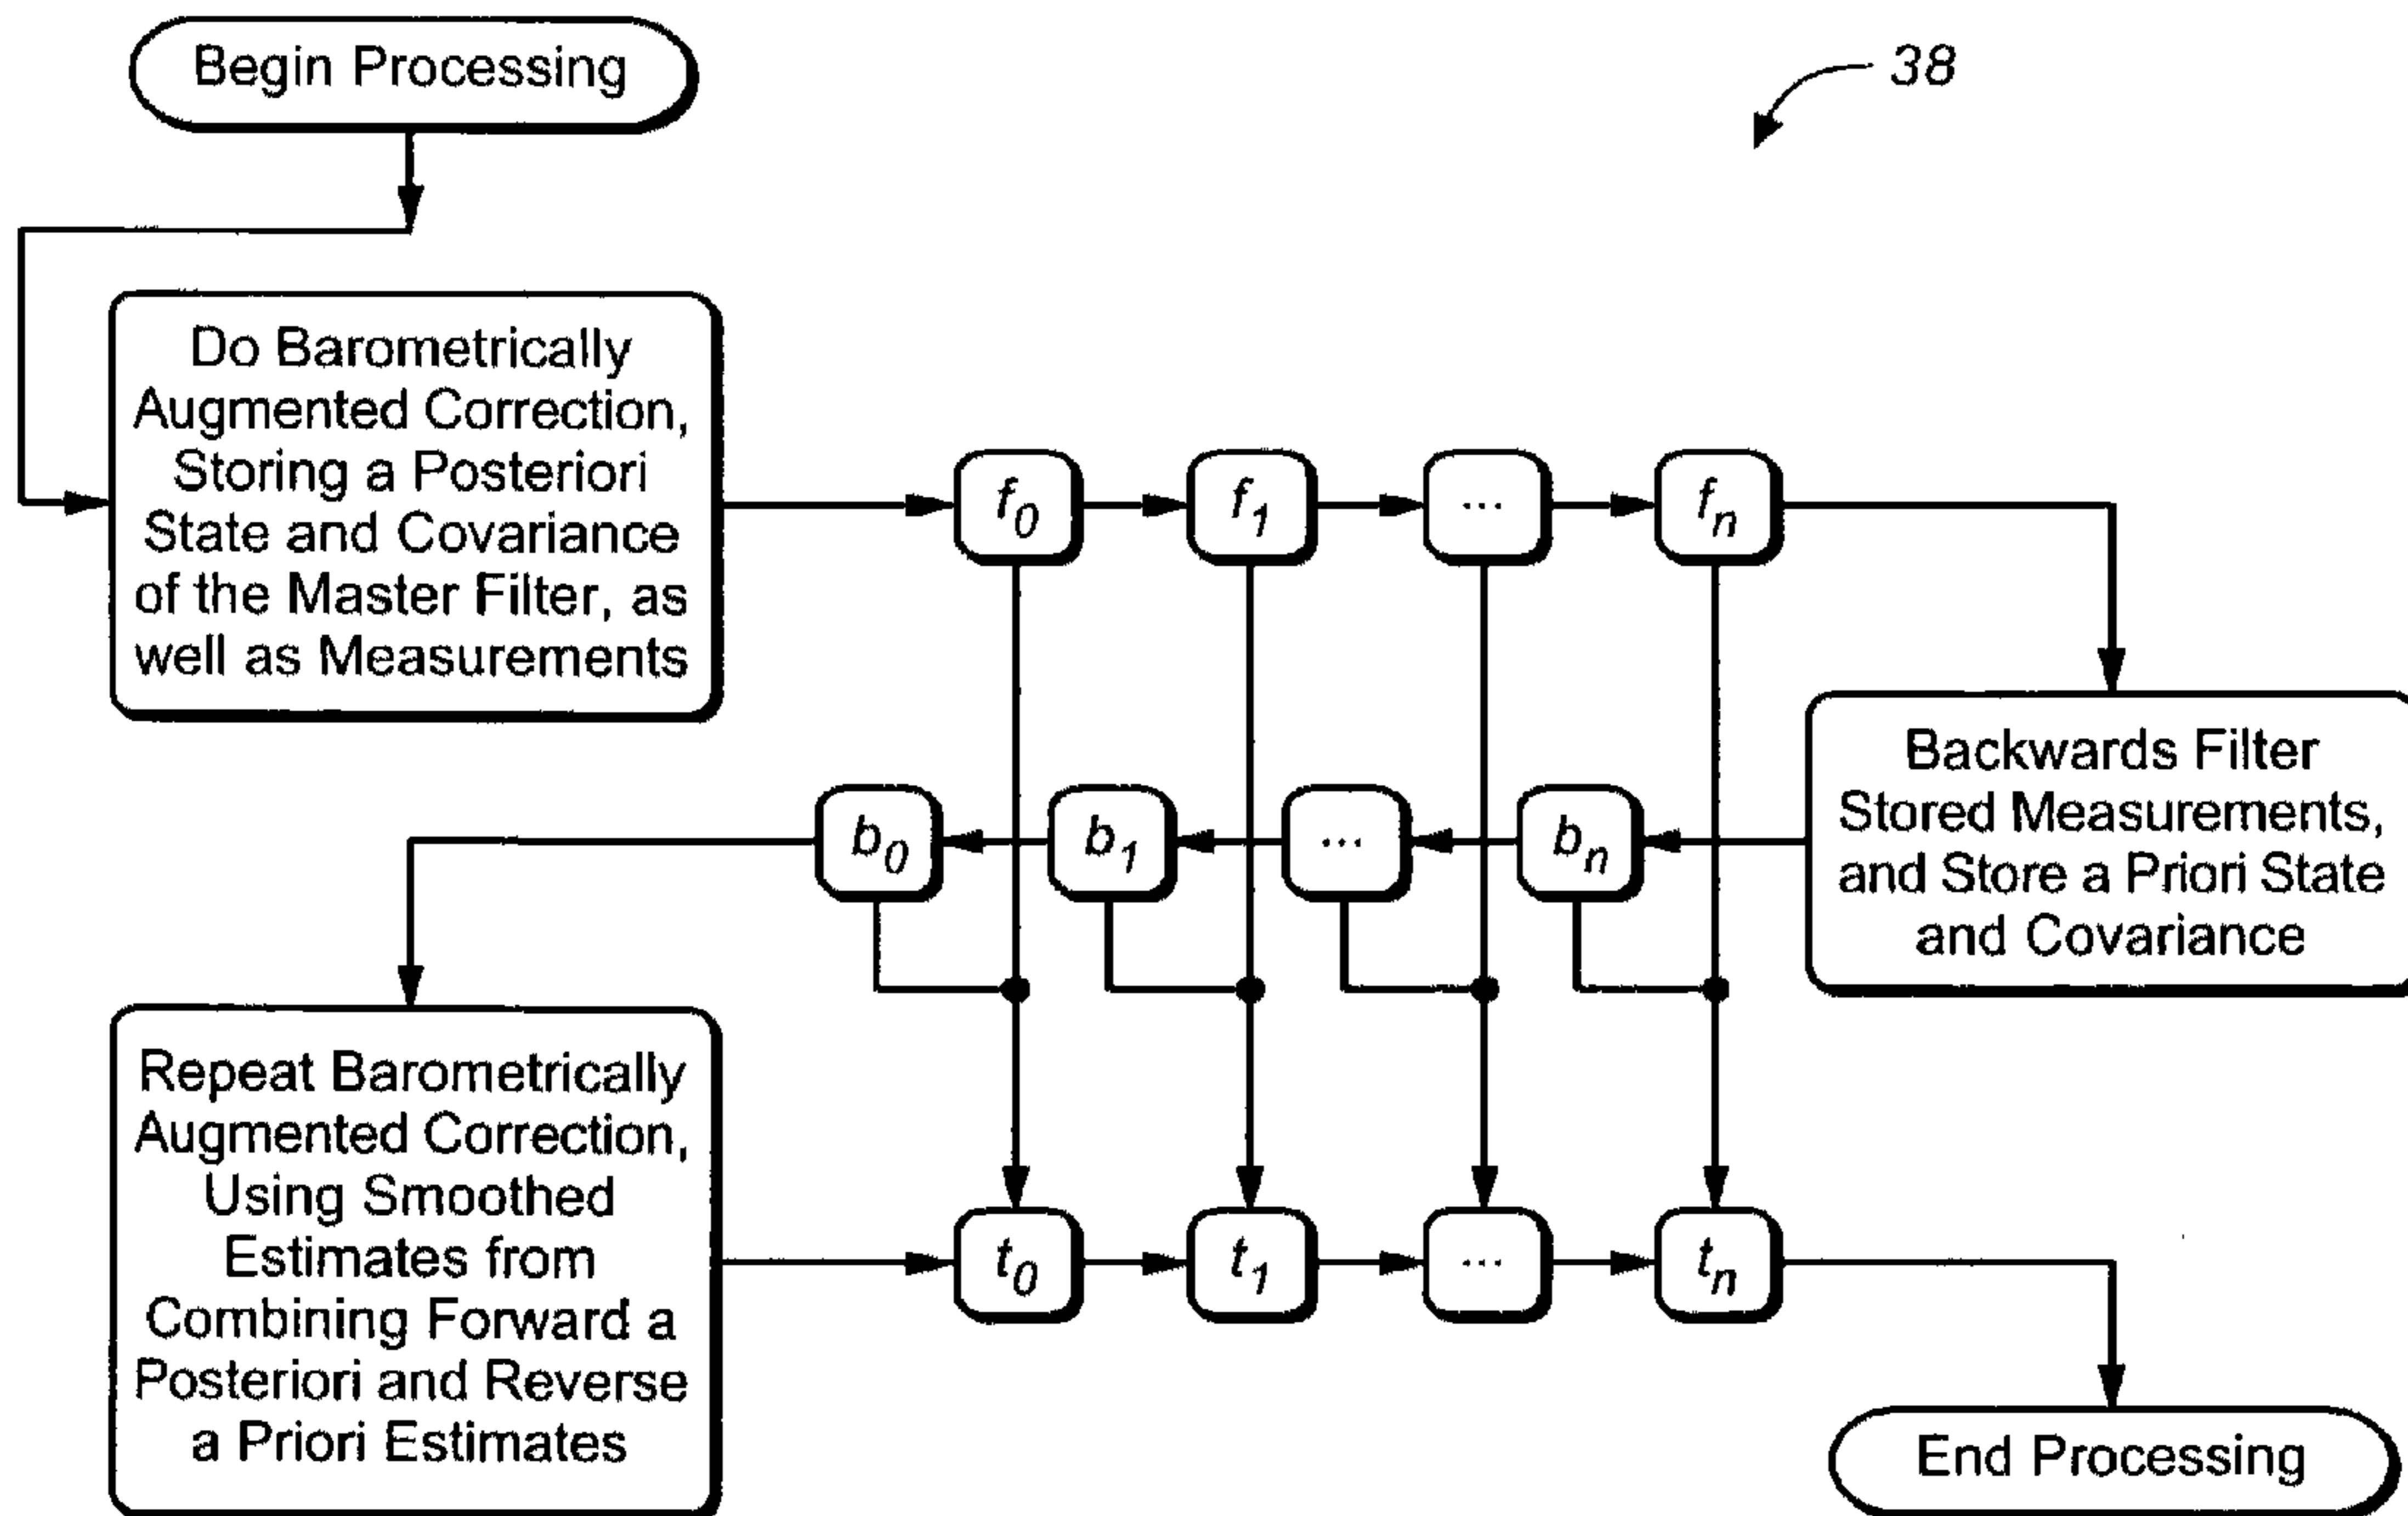 Begin Processing
38
Do Barometrically
Augmented Correction,
Storing a Posteriori
State and Covariance
of the Master Filter, as
well as Measurements
f0
f1
...
fn
Backwards Filter
Stored Measurements,
and Store a Priori State
and Covariance
b0
b1
...
bn
Repeat Barometrically
Augmented Correction,
Using Smoothed
Estimates from
Combining Forward a
Posteriori and Reverse
a Priori Estimates
t0
t1
...
tn
End Processing